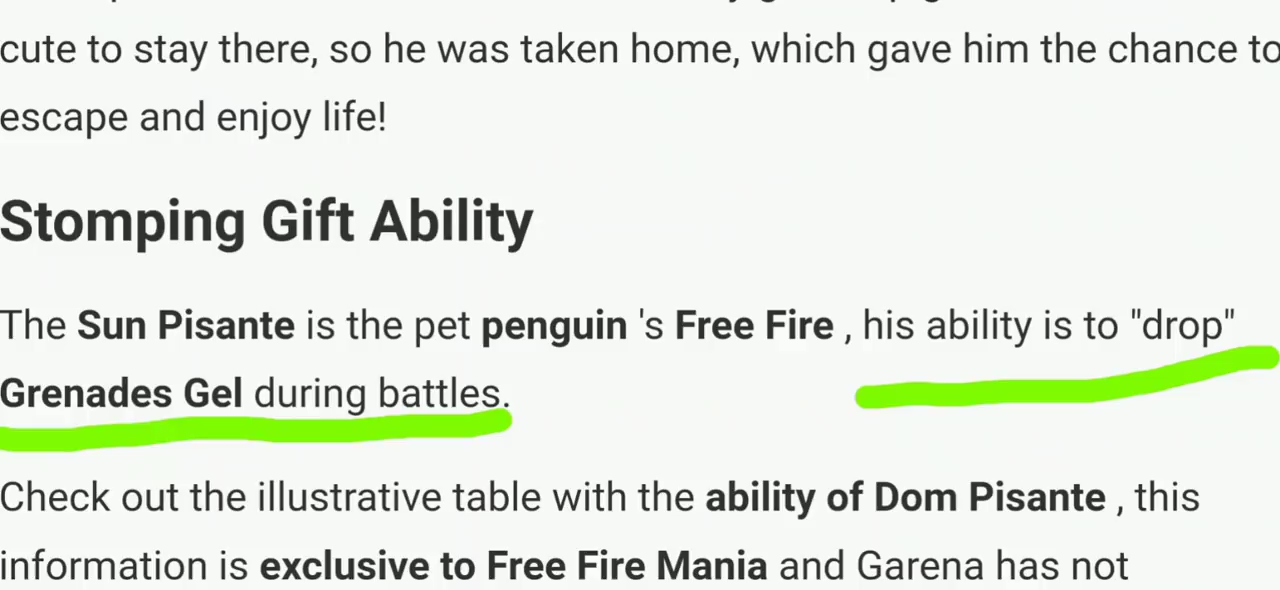 cute to stay there, so he was taken home, which gave him the chance to
escape and enjoy life!
Stomping Gift Ability
The Sun Pisante is the pet penguin 's Free Fire , his ability is to "drop"
Grenades Gel during battles.
Check out the illustrative table with the ability of Dom Pisante , this
information is exclusive to Free Fire Mania and Garena has not